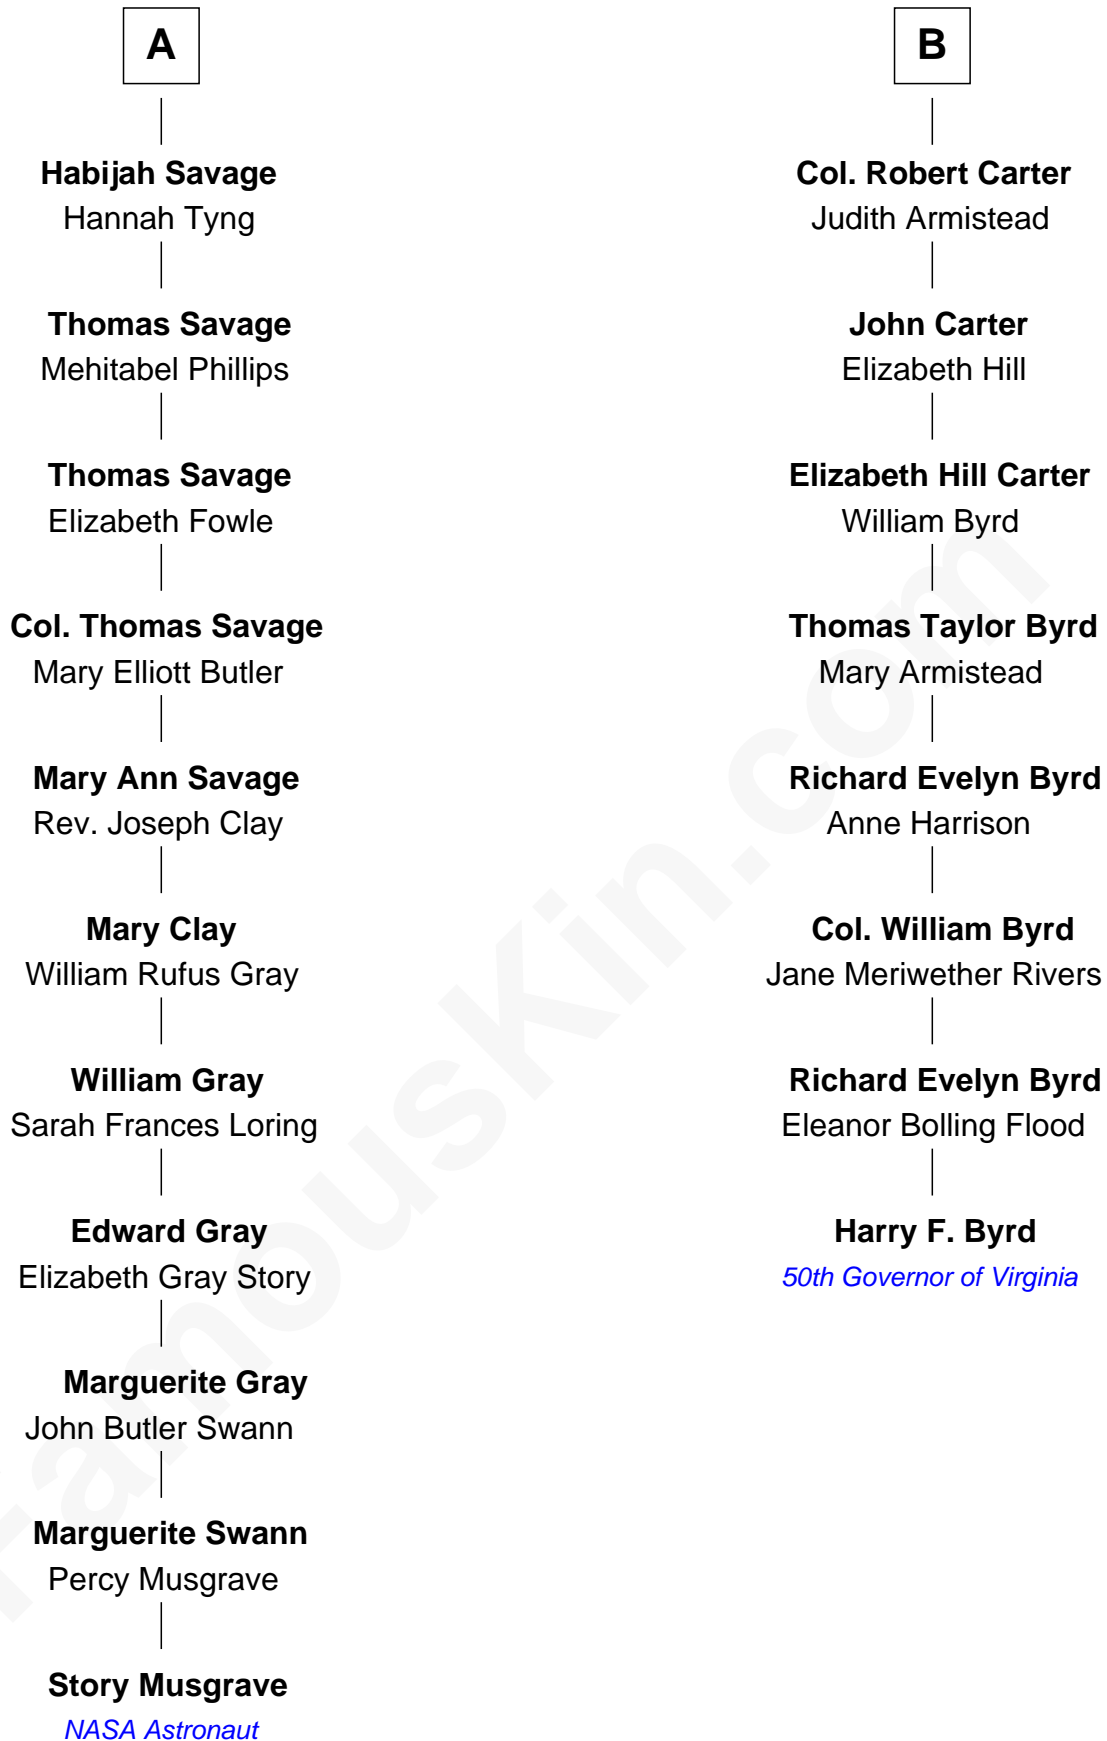 A
Habijah Savage
Hannah Tyng
Thomas Savage
Mehitabel Phillips
Thomas Savage
Elizabeth Fowle
Col. Thomas Savage
Mary Elliott Butler
Mary Ann Savage
Rev. Joseph Clay
Mary Clay
William Rufus Gray
William Gray
Sarah Frances Loring
Edward Gray
Elizabeth Gray Story
Marguerite Gray
John Butler Swann
Marguerite Swann
Percy Musgrave
Story Musgrave
NASA Astronaut
B
Col. Robert Carter
Judith Armistead
John Carter
Elizabeth Hill
Elizabeth Hill Carter
William Byrd
Thomas Taylor Byrd
Mary Armistead
Richard Evelyn Byrd
Anne Harrison
Col. William Byrd
Jane Meriwether Rivers
Richard Evelyn Byrd
Eleanor Bolling Flood
Harry F. Byrd
50th Governor of Virginia
FamousKin.com